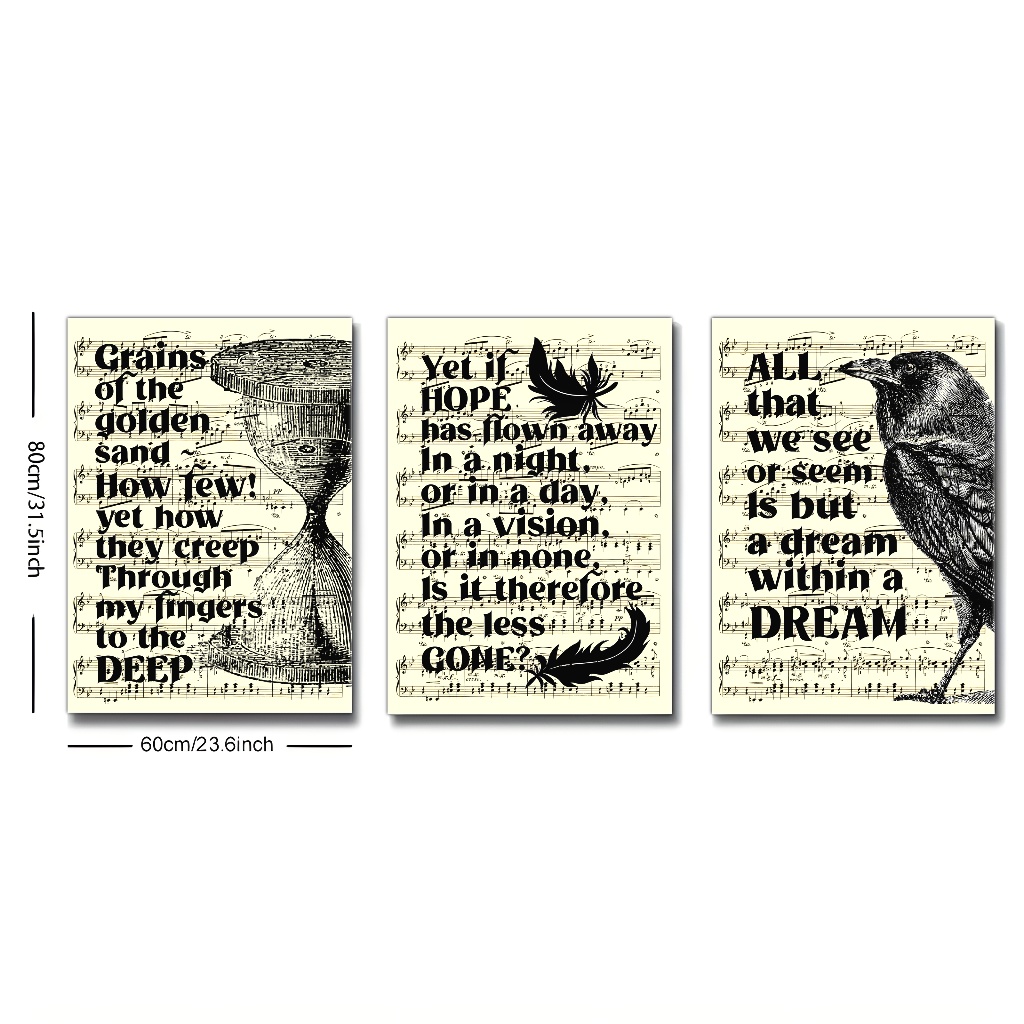 Grains
of the
golden
sand ~
How few!
yet how
they creep
Through
my fingers
to the
DEEP
Yet if
HOPE
has flown away
In a night,
or in a day,
In a vision,
or in none,
Is it therefore
the less
GONE?
ALL
that
we see
or seem
Is but
a dream
within a
DREAM
80cm/31.5inch
60cm/23.6inch